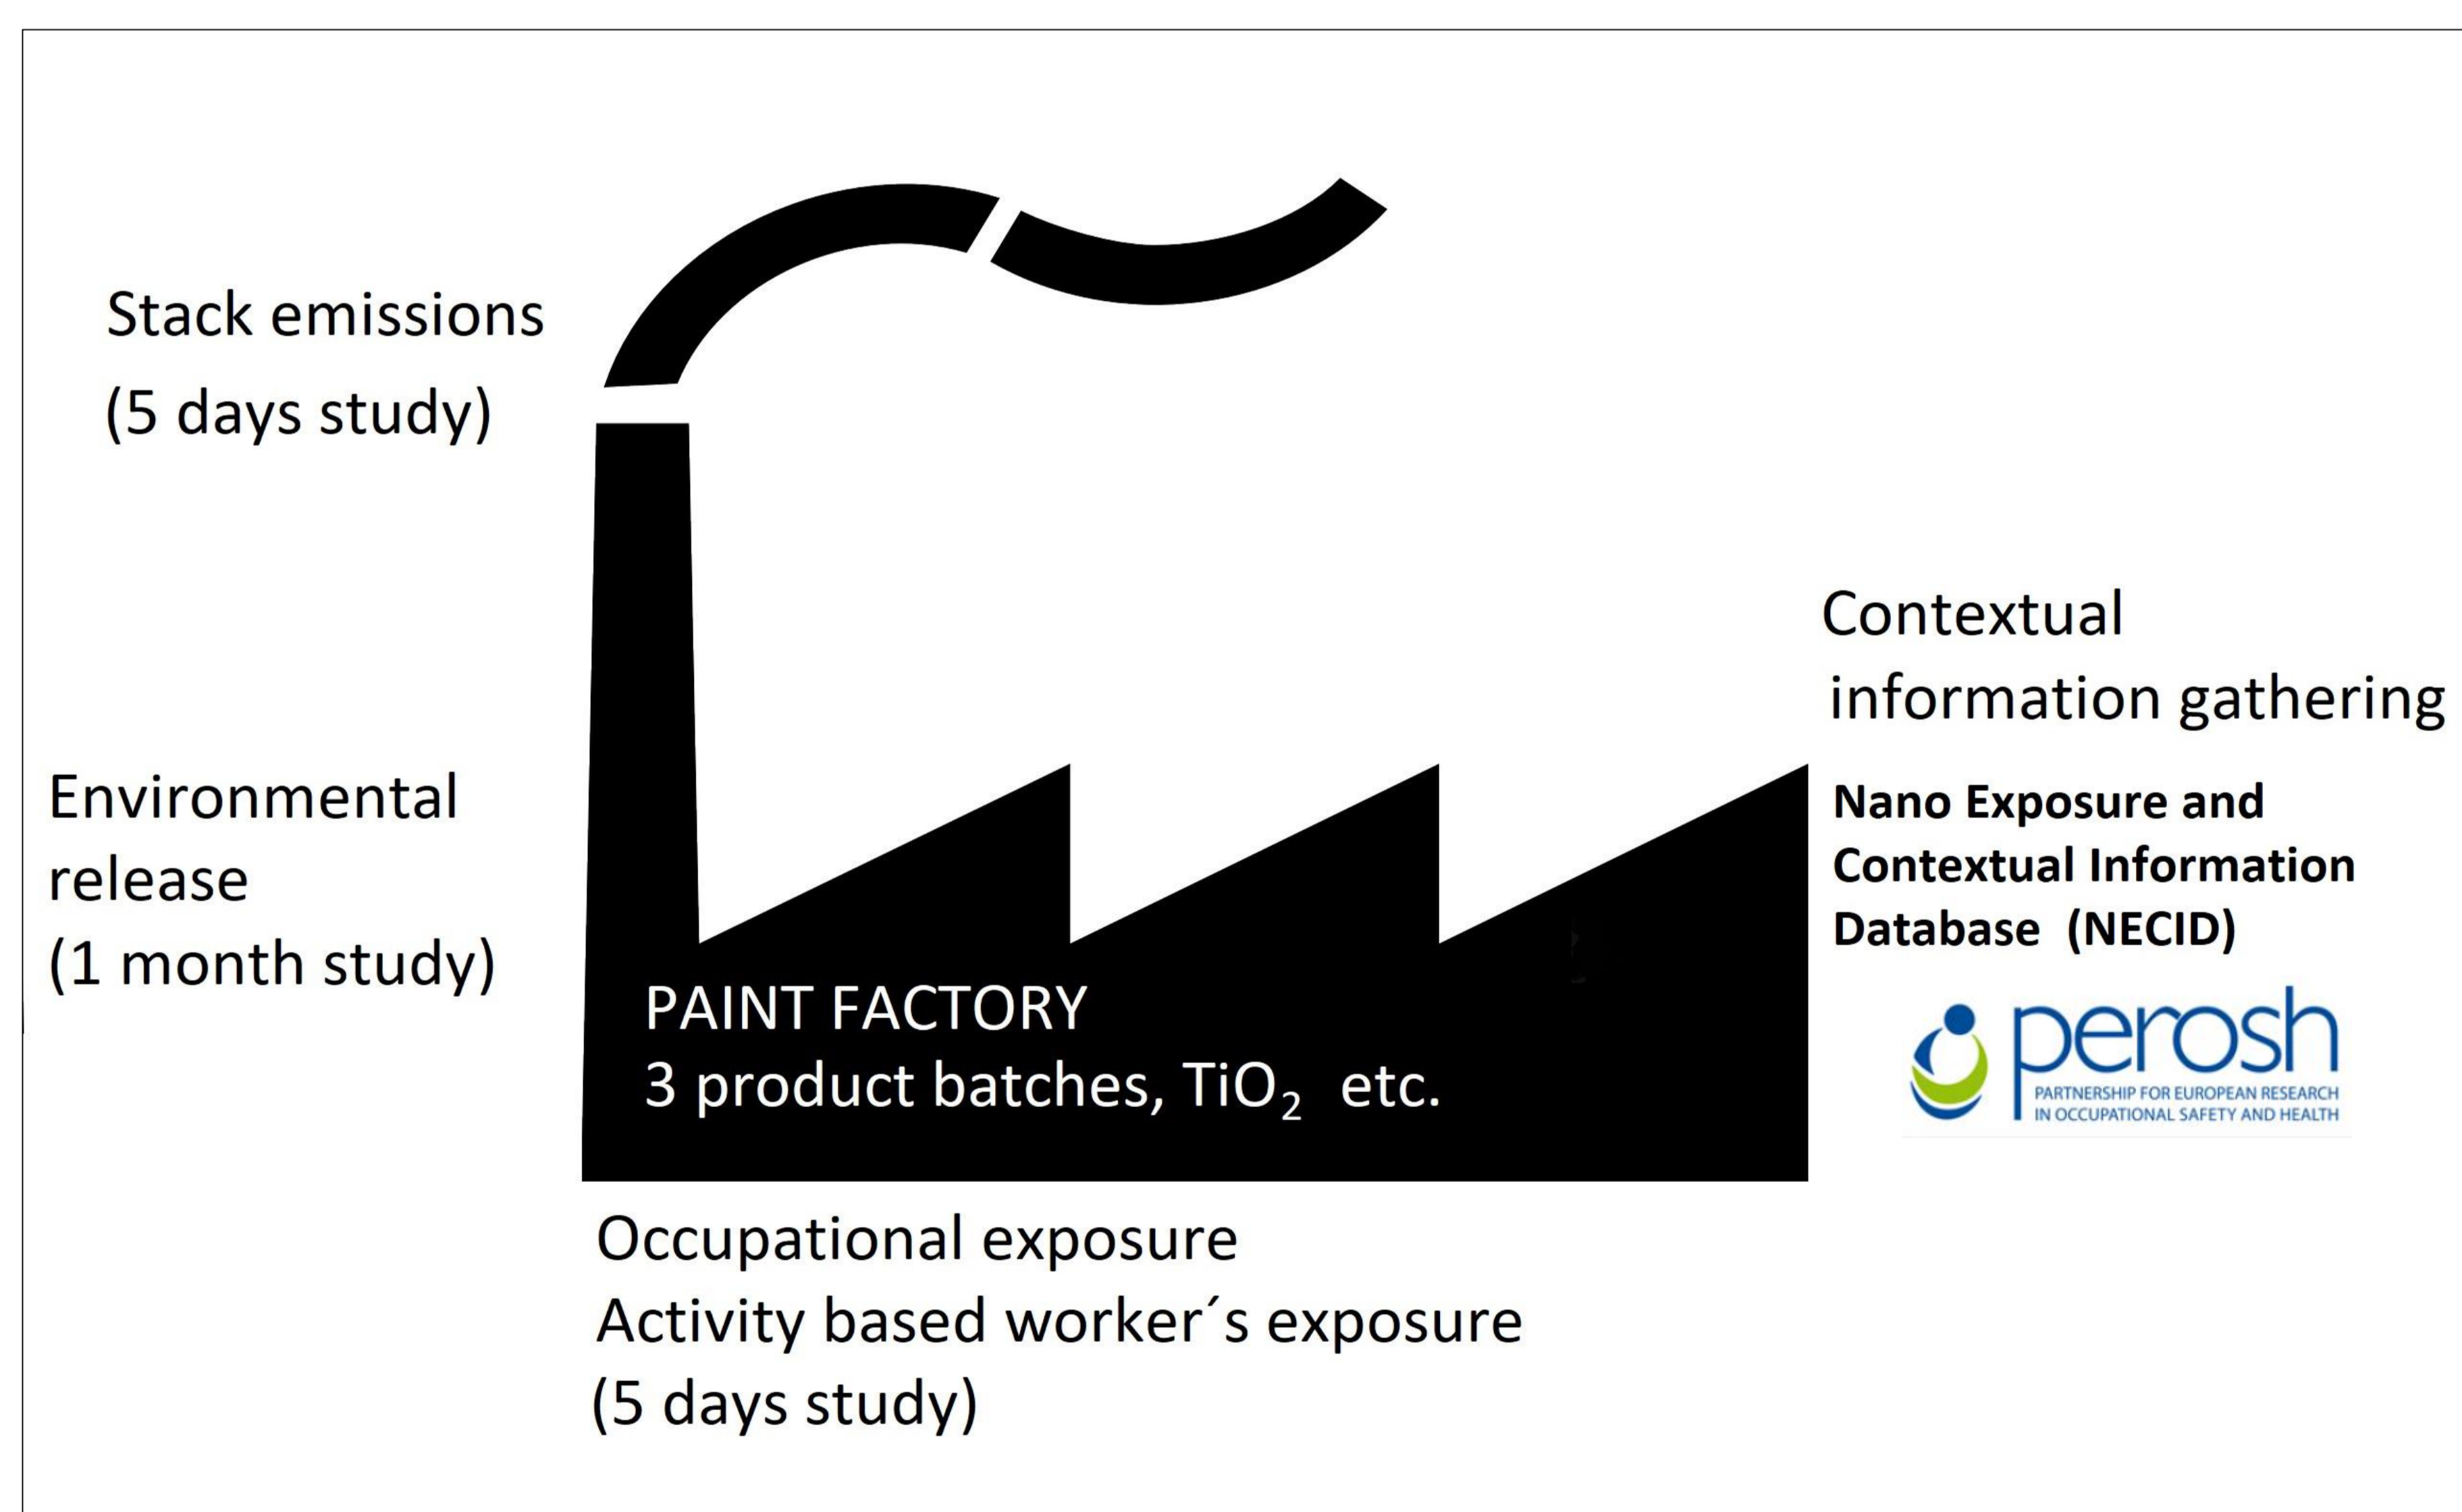 Stack emissions
(5 days study)
Environmental
release
(1 month study)
PAINT FACTORY
3 product batches, TiO₂ etc.
Occupational exposure
Activity based worker´s exposure
(5 days study)
Contextual
information gathering
Nano Exposure and
Contextual Information
Database (NECID)
perosh
PARTNERSHIP FOR EUROPEAN RESEARCH
IN OCCUPATIONAL SAFETY AND HEALTH